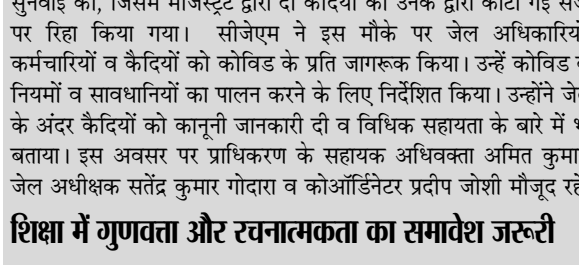 सुनवाई की, जिसमें मजिस्ट्रेट द्वारा दो कैदियों को उनके द्वारा काटी गई
पर रिहा किया गया। सीजेएम ने इस मौके पर जेल
कर्मचारियों व कैदियों को कोविड के प्रति जागरूक किया। उन्हें कोविड
नियमों व सावधानियों का पालन करने के लिए निर्देशित किया। उन्होंने
के अंदर कैदियों को कानूनी जानकारी दी व विधिक सहायता के बारे में
बताया। इस अवसर पर प्राधिकरण के सहायक अधिवक्ता अमित
जेल अधीक्षक सतेंद्र कुमार गोदारा व कोऑर्डिनेटर प्रदीप जोशी मौजूद
शिक्षा में गुणवत्ता और रचनात्मकता का समावेश जरूरी